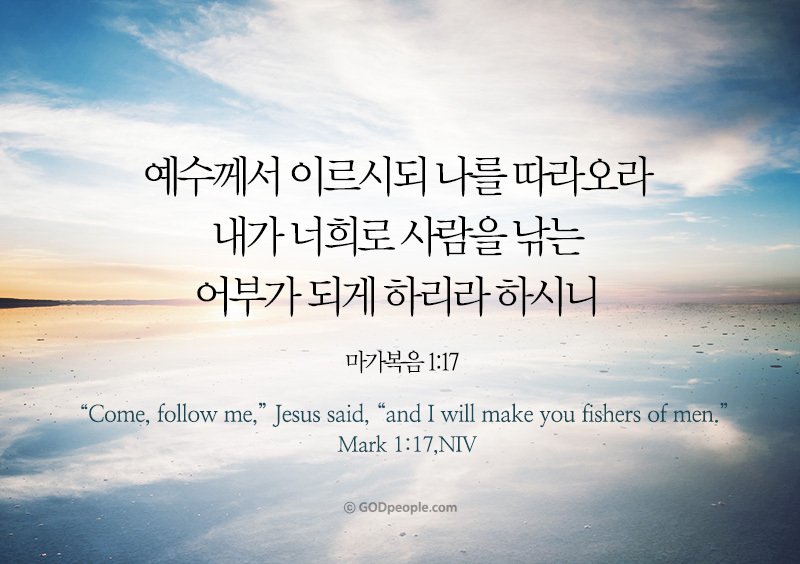 예수께서 이르시되 나를 따라오라
내가 너희로 사람을 낚는
어부가 되게 하리라 하시니
마가복음 1:17
“Come, follow me,” Jesus said, “and I will make you fishers of men.”
Mark 1:17,NIV
© GODpeople.com